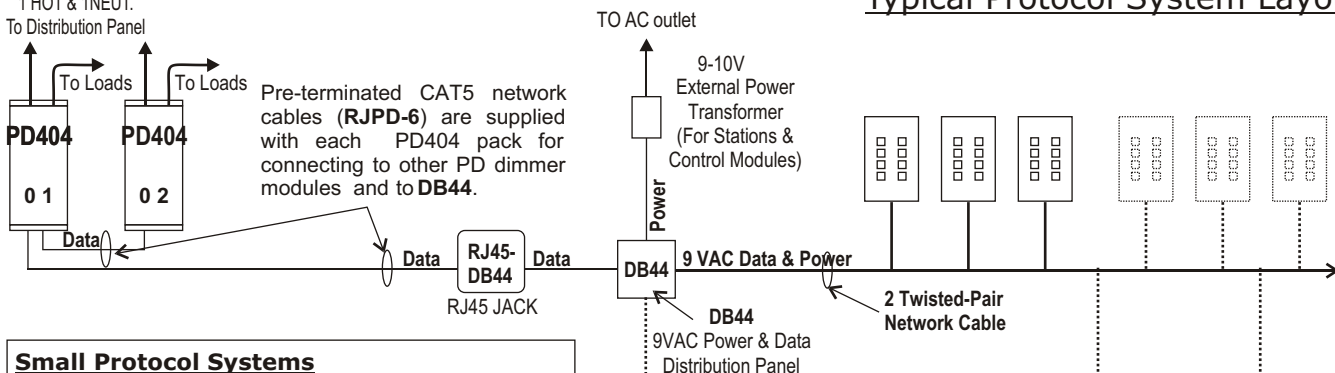 Typical Protocol System Layo
1 HOT & 1NEUT.
To Distribution Panel
To Loads
To Loads
PD404
0 1
PD404
0 2
Data
Pre-terminated CAT5 network
cables (RJPD-6) are supplied
with each PD404 pack for
connecting to other PD dimmer
modules and to DB44.
Data
RJ45-
DB44
Data
RJ45 JACK
TO AC outlet
9-10V
External Power
Transformer
(For Stations &
Control Modules)
Power
DB44
9 VAC Data & Power
DB44
9VAC Power & Data
Distribution Panel
2 Twisted-Pair
Network Cable
Small Protocol Systems